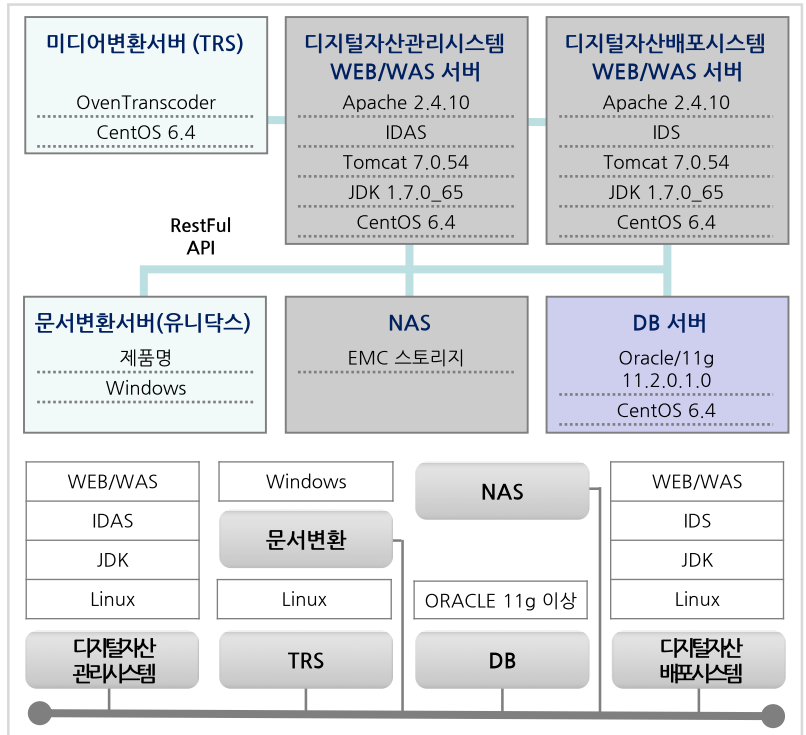 미디어변환서버 (TRS)
OvenTranscoder
CentOS 6.4
디지털자산관리시스템
WEB/WAS 서버
Apache 2.4.10
IDAS
Tomcat 7.0.54
JDK 1.7.0_65
CentOS 6.4
디지털자산배포시스템
WEB/WAS 서버
Apache 2.4.10
IDS
Tomcat 7.0.54
JDK 1.7.0_65
CentOS 6.4
RestFul
API
문서변환서버(유니닥스)
제품명
Windows
NAS
EMC 스토리지
DB 서버
Oracle/11g
11.2.0.1.0
CentOS 6.4
WEB/WAS
IDAS
JDK
Linux
디지털자산
관리시스템
Windows
문서변환
Linux
TRS
NAS
ORACLE 11g 이상
DB
WEB/WAS
IDS
JDK
Linux
디지털자산
배포시스템